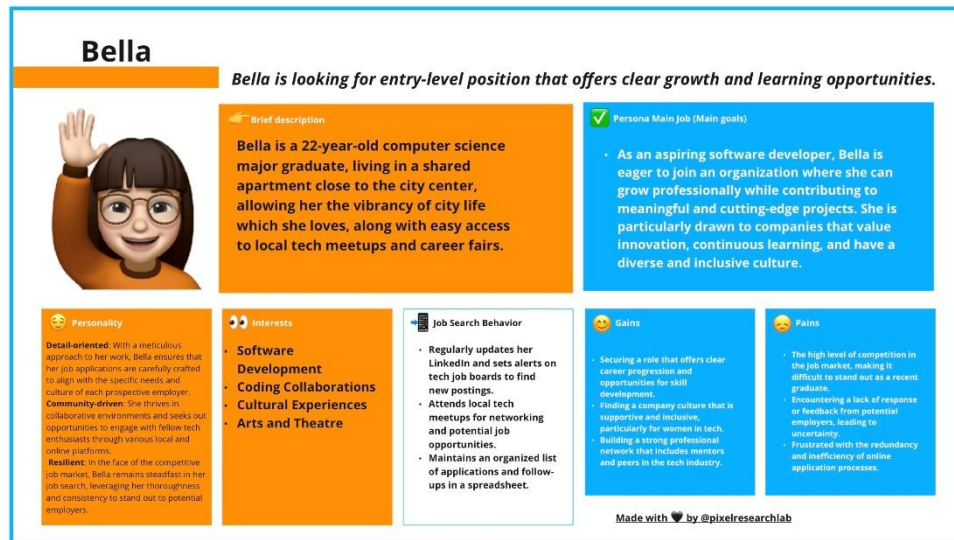 Bella
Bella is looking for entry-level position that offers clear growth and learning opportunities.
Brief description
Bella is a 22-year-old computer science
major graduate, living in a shared
apartment close to the city center,
allowing her the vibrancy of city life
which she loves, along with easy access
to local tech meetups and career fairs.
Persona Main Job (Main goals)
• As an aspiring software developer, Bella is
eager to join an organization where she can
grow professionally while contributing to
meaningful and cutting-edge projects. She is
particularly drawn to companies that value
innovation, continuous learning, and have a
diverse and inclusive culture.
Personality
Detail-oriented: With a meticulous
approach to her work, Bella ensures that
her job applications are carefully crafted
to align with the specific needs and
culture of each prospective employer.
Community-driven: She thrives in
collaborative environments and seeks out
opportunities to engage with fellow tech
enthusiasts through various local and
online platforms.
Resilient: In the face of the competitive
job market, Bella remains steadfast in her
job search, leveraging her thoroughness
and consistency to stand out to potential
employers.
Interests
• Software
Development
• Coding Collaborations
• Cultural Experiences
• Arts and Theatre
Job Search Behavior
• Regularly updates her
LinkedIn and sets alerts on
tech job boards to find
new postings.
• Attends local tech
meetups for networking
and potential job
opportunities.
• Maintains an organized list
of applications and follow-
ups in a spreadsheet.
Gains
• Securing a role that offers clear
career progression and
opportunities for skill
development.
• Finding a company culture that is
supportive and inclusive,
particularly for women in tech.
• Building a strong professional
network that includes mentors
and peers in the tech industry.
Pains
• The high level of competition in
the job market, making it
difficult to stand out as a recent
graduate.
• Encountering a lack of response
or feedback from potential
employers, leading to
uncertainty.
• Frustrated with the redundancy
and inefficiency of online
application processes.
Made with 🖤 by @pixelresearchlab